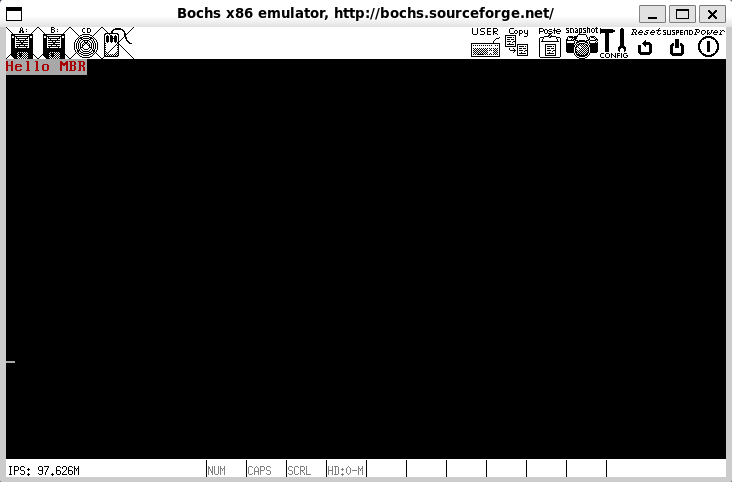 Bochs x86 emulator, http://bochs.sourceforge.net/
A: B: CD USER Copy Paste snapshot CONFIG Reset SUSPEND Power
Hello MBR
IPS: 97.626M NUM CAPS SCRL HD:0-M